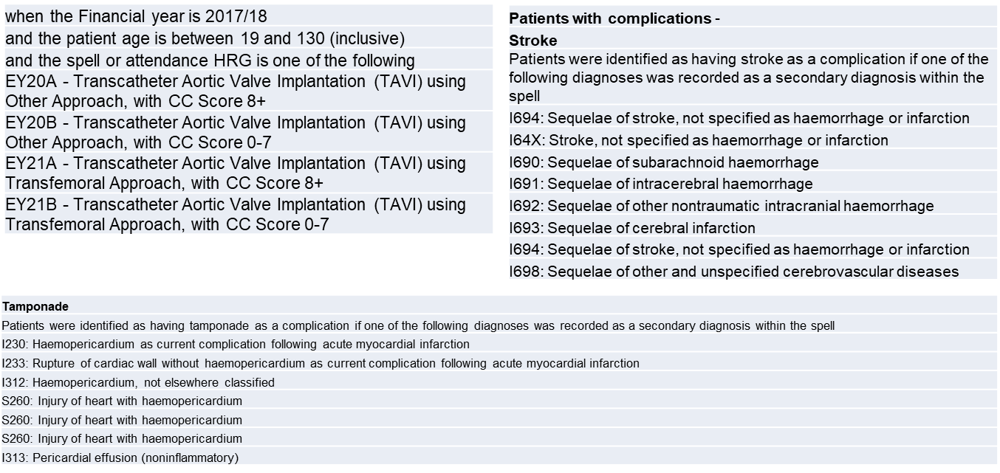 when the Financial year is 2017/18
and the patient age is between 19 and 130 (inclusive)
and the spell or attendance HRG is one of the following
EY20A - Transcatheter Aortic Valve Implantation (TAVI) using
Other Approach, with CC Score 8+
EY20B - Transcatheter Aortic Valve Implantation (TAVI) using
Other Approach, with CC Score 0-7
EY21A - Transcatheter Aortic Valve Implantation (TAVI) using
Transfemoral Approach, with CC Score 8+
EY21B - Transcatheter Aortic Valve Implantation (TAVI) using
Transfemoral Approach, with CC Score 0-7
Patients with complications -
Stroke
Patients were identified as having stroke as a complication if one of the
following diagnoses was recorded as a secondary diagnosis within the
spell
I694: Sequelae of stroke, not specified as haemorrhage or infarction
I64X: Stroke, not specified as haemorrhage or infarction
I690: Sequelae of subarachnoid haemorrhage
I691: Sequelae of intracerebral haemorrhage
I692: Sequelae of other nontraumatic intracranial haemorrhage
I693: Sequelae of cerebral infarction
I694: Sequelae of stroke, not specified as haemorrhage or infarction
I698: Sequelae of other and unspecified cerebrovascular diseases
Tamponade
Patients were identified as having tamponade as a complication if one of the following diagnoses was recorded as a secondary diagnosis within the spell
I230: Haemopericardium as current complication following acute myocardial infarction
I233: Rupture of cardiac wall without haemopericardium as current complication following acute myocardial infarction
I312: Haemopericardium, not elsewhere classified
S260: Injury of heart with haemopericardium
S260: Injury of heart with haemopericardium
S260: Injury of heart with haemopericardium
I313: Pericardial effusion (noninflammatory)